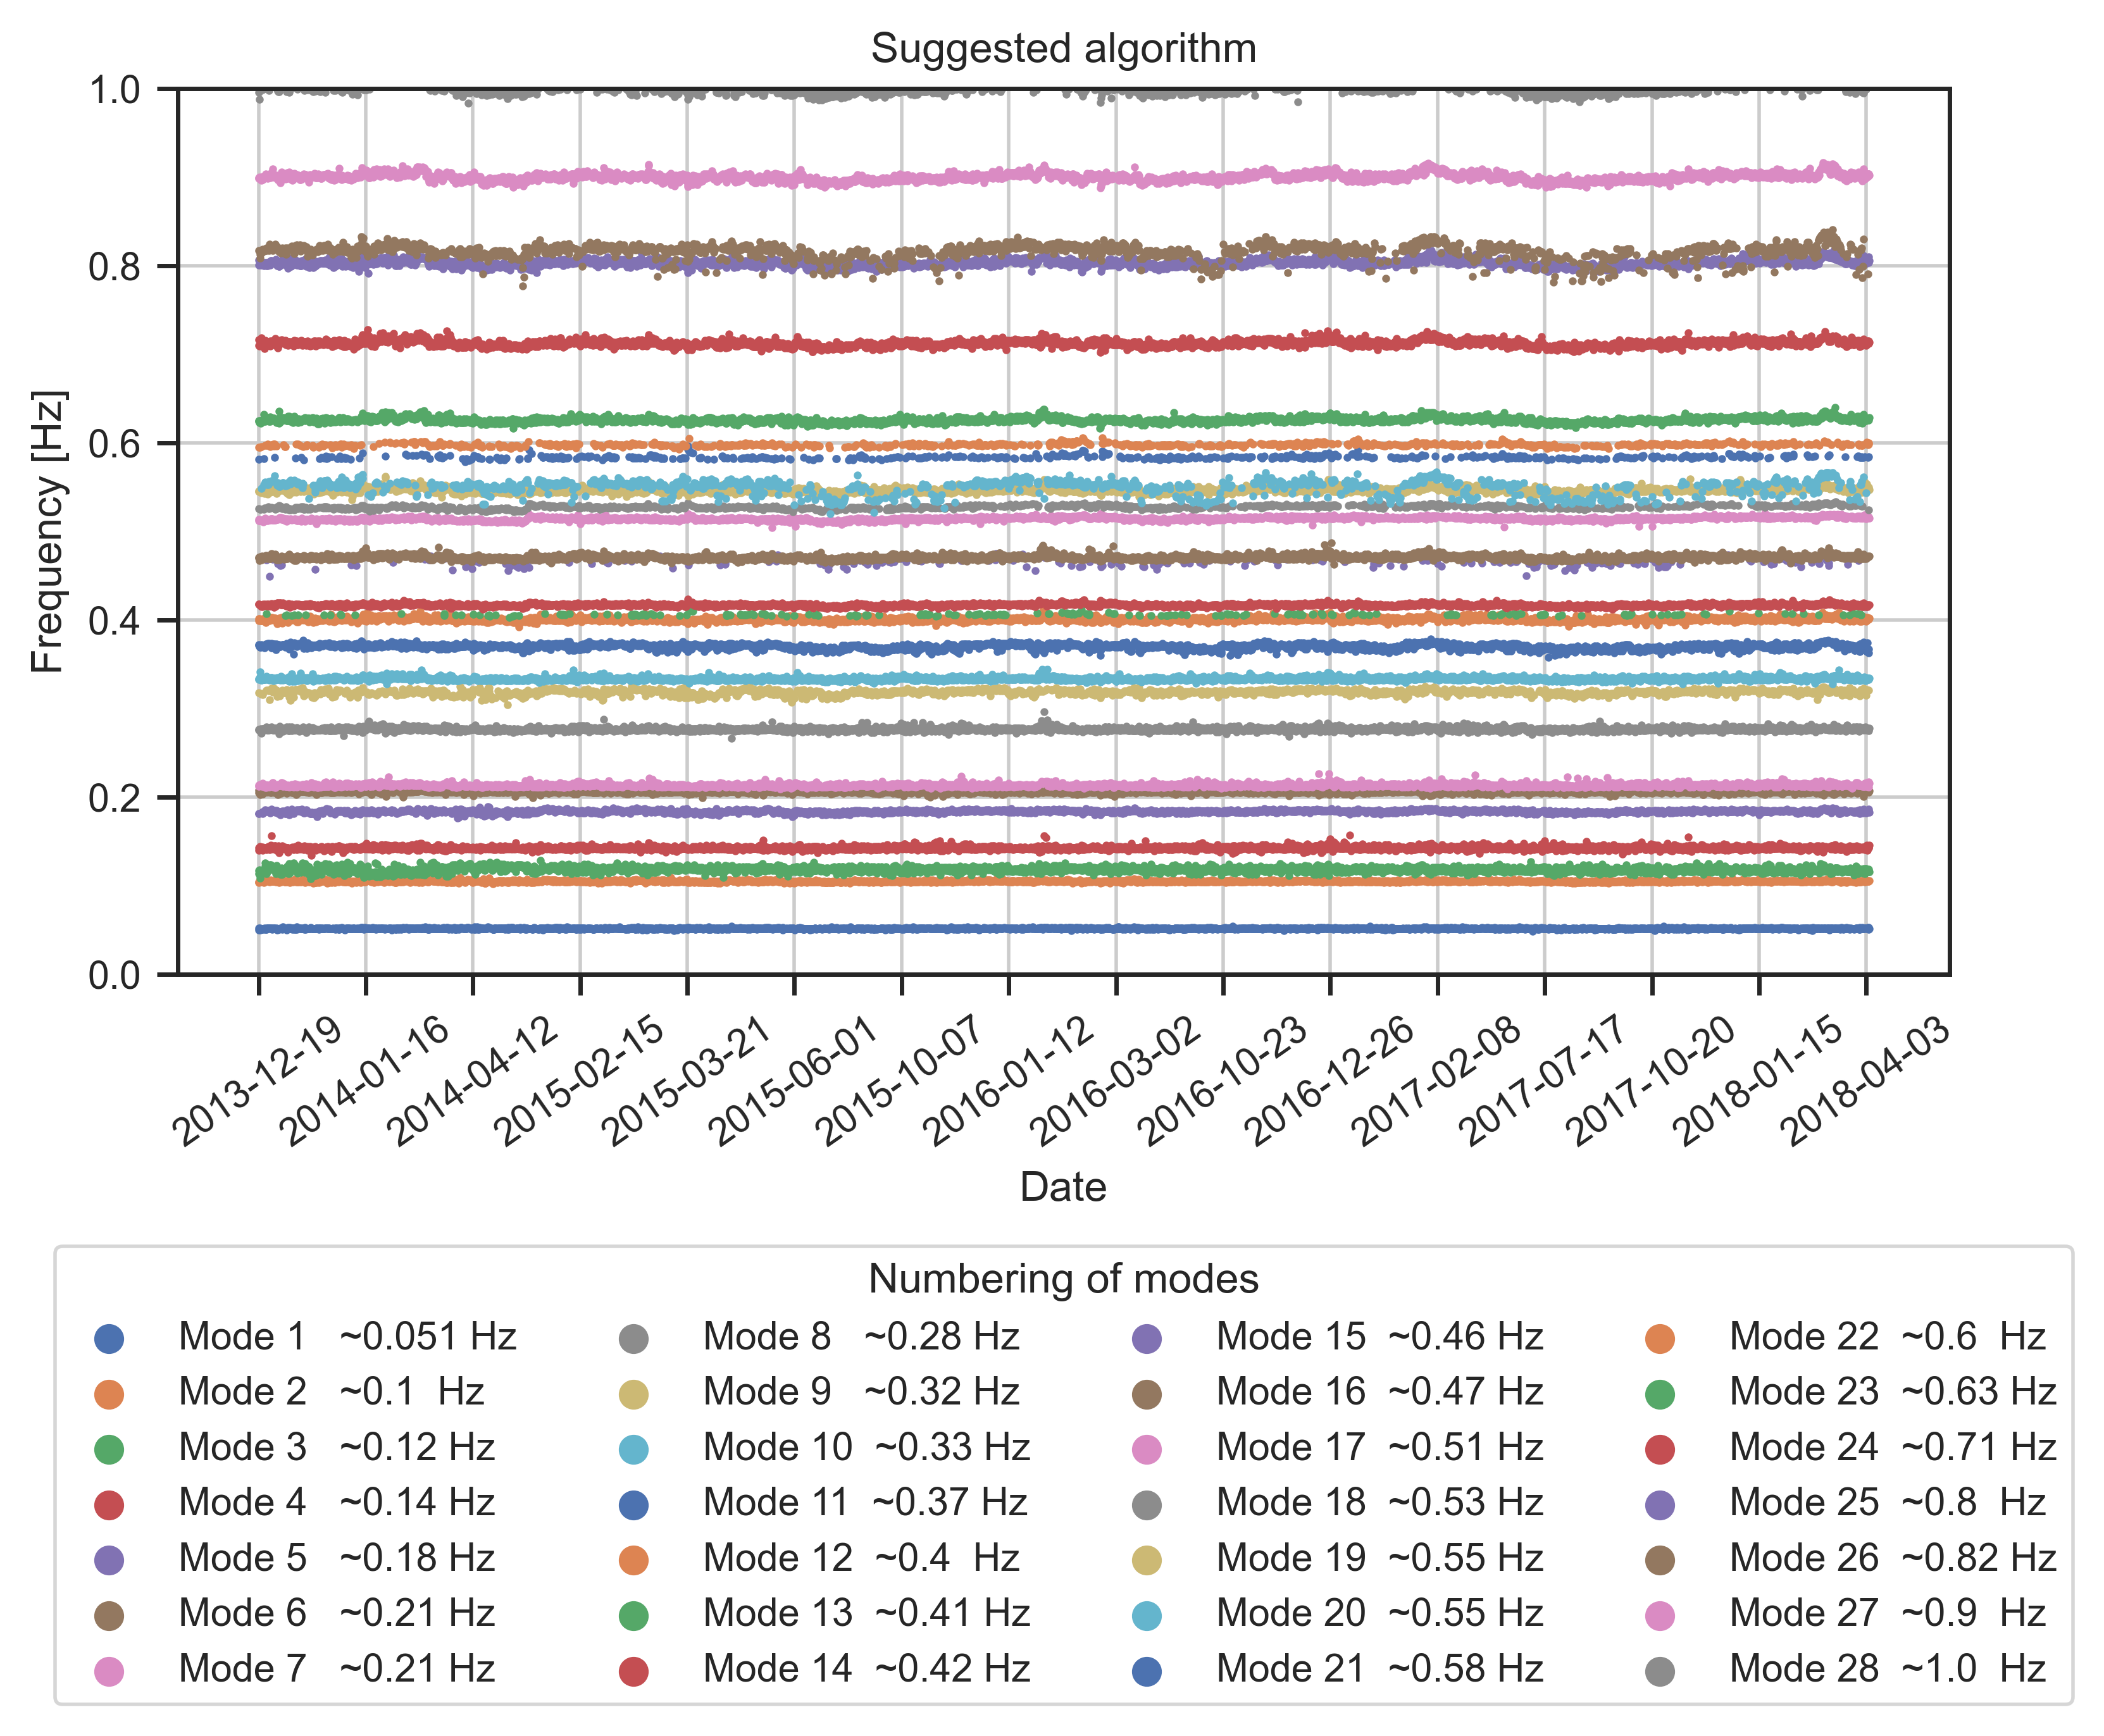 Suggested algorithm
1.0
0.8
0.6
0.4
0.2
0.0
Frequency [Hz]
2013-12-19
2014-01-16
2014-04-12
2015-02-15
2015-03-21
2015-06-01
2015-10-07
2016-01-12
2016-03-02
2016-10-23
2016-12-26
2017-02-08
2017-07-17
2017-10-20
2018-01-15
2018-04-03
Date
Numbering of modes
Mode 1 ~0.051 Hz
Mode 2 ~0.1 Hz
Mode 3 ~0.12 Hz
Mode 4 ~0.14 Hz
Mode 5 ~0.18 Hz
Mode 6 ~0.21 Hz
Mode 7 ~0.21 Hz
Mode 8 ~0.28 Hz
Mode 9 ~0.32 Hz
Mode 10 ~0.33 Hz
Mode 11 ~0.37 Hz
Mode 12 ~0.4 Hz
Mode 13 ~0.41 Hz
Mode 14 ~0.42 Hz
Mode 15 ~0.46 Hz
Mode 16 ~0.47 Hz
Mode 17 ~0.51 Hz
Mode 18 ~0.53 Hz
Mode 19 ~0.55 Hz
Mode 20 ~0.55 Hz
Mode 21 ~0.58 Hz
Mode 22 ~0.6 Hz
Mode 23 ~0.63 Hz
Mode 24 ~0.71 Hz
Mode 25 ~0.8 Hz
Mode 26 ~0.82 Hz
Mode 27 ~0.9 Hz
Mode 28 ~1.0 Hz